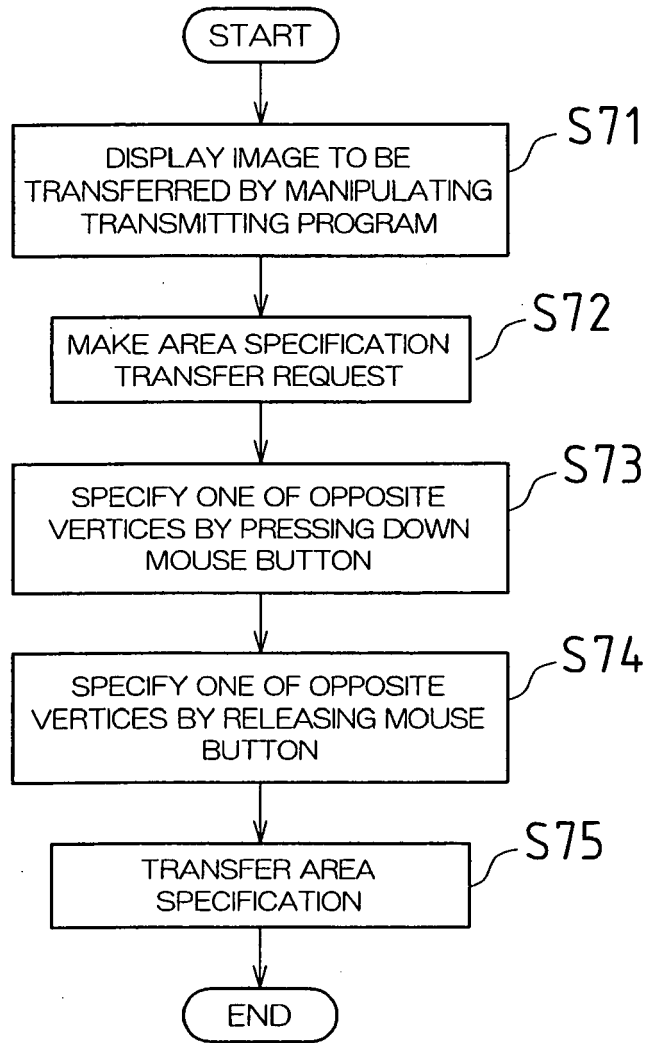 START
S71
DISPLAY IMAGE TO BE
TRANSFERRED BY MANIPULATING
TRANSMITTING PROGRAM
S72
MAKE AREA SPECIFICATION
TRANSFER REQUEST
S73
SPECIFY ONE OF OPPOSITE
VERTICES BY PRESSING DOWN
MOUSE BUTTON
S74
SPECIFY ONE OF OPPOSITE
VERTICES BY RELEASING MOUSE
BUTTON
S75
TRANSFER AREA
SPECIFICATION
END